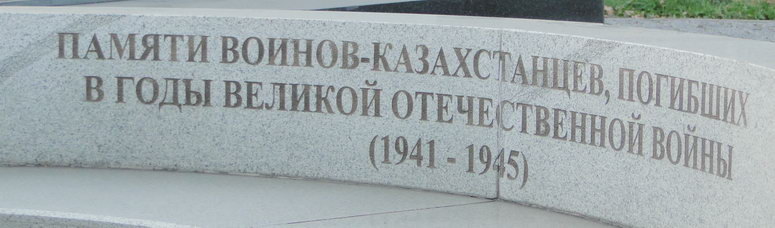 ПАМЯТИ ВОИНОВ-КАЗАХСТАНЦЕВ, ПОГИБШИХ
В ГОДЫ ВЕЛИКОЙ ОТЕЧЕСТВЕННОЙ ВОЙНЫ
(1941 - 1945)